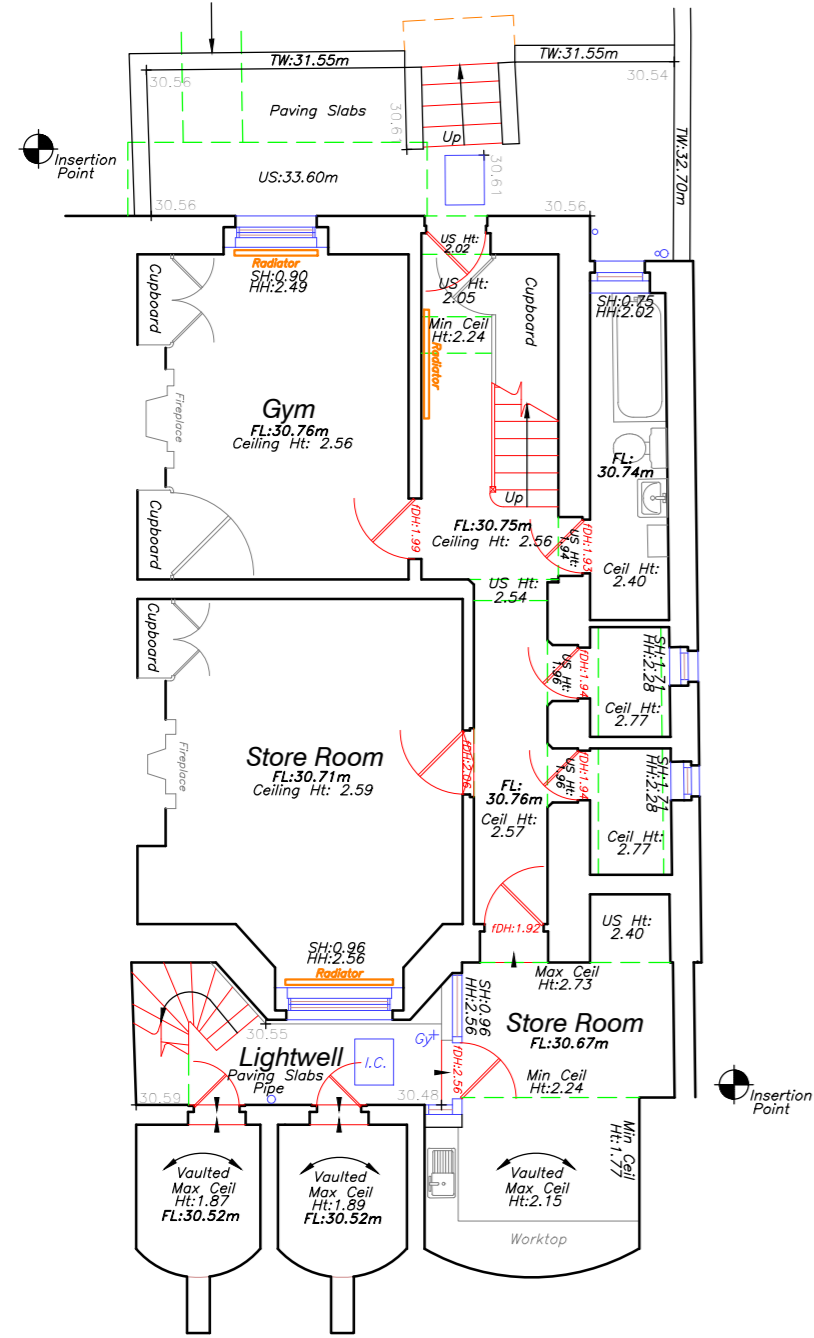 TW:31.55m
TW:31.55m
30.56
30.54
Paving Slabs
30.6
Up
TW:32.70m
Insertion
Point
US:33.60m
30.61
30.56
30.56
US Ht:
2.02
Radiator
SH:0.90
HH:2.49
US Ht:
2.05
Cupboard
Cupboard
SH:0.75
HH:2.02
Min Ceil
Ht:2.24
Radiator
Fireplace
Gym
FL:30.76m
Ceiling Ht: 2.56
FL:
30.74m
Up
Cupboard
fDH:1.99
FL:30.75m
Ceiling Ht: 2.56
US Ht:
1.94
fDH:1.93
Ceil Ht:
2.40
US Ht:
2.54
Cupboard
US Ht:
1.96
fDH:1.94
SH:1.71
HH:2.28
Ceil Ht:
2.77
Fireplace
Store Room
FL:30.71m
Ceiling Ht: 2.59
fDH:2.06
FL:
30.76m
Ceil Ht:
2.57
US Ht:
1.96
fDH:1.94
SH:1.71
HH:2.28
Ceil Ht:
2.77
fDH:1.92
US Ht:
2.40
SH:0.96
HH:2.56
Radiator
Max Ceil
Ht:2.73
SH:0.96
HH:2.56
Store Room
FL:30.67m
30.55
Gy
Lightwell
Paving Slabs
Pipe
I.C.
fDH:2.56
Min Ceil
Ht:2.24
30.59
30.48
Insertion
Point
Min Ceil
Ht:1.77
Vaulted
Max Ceil
Ht:1.87
FL:30.52m
Vaulted
Max Ceil
Ht:1.89
FL:30.52m
Vaulted
Max Ceil
Ht:2.15
Worktop